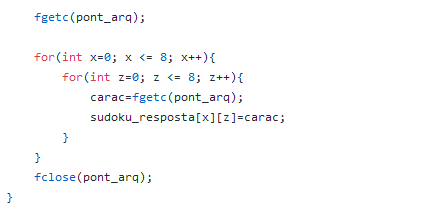 fgetc(pont_arq);
for(int x=0; x <= 8; x++){
for(int z=0; z <= 8; z++){
carac=fgetc(pont_arq);
sudoku_resposta[x][z]=carac;
}
}
fclose(pont_arq);
}